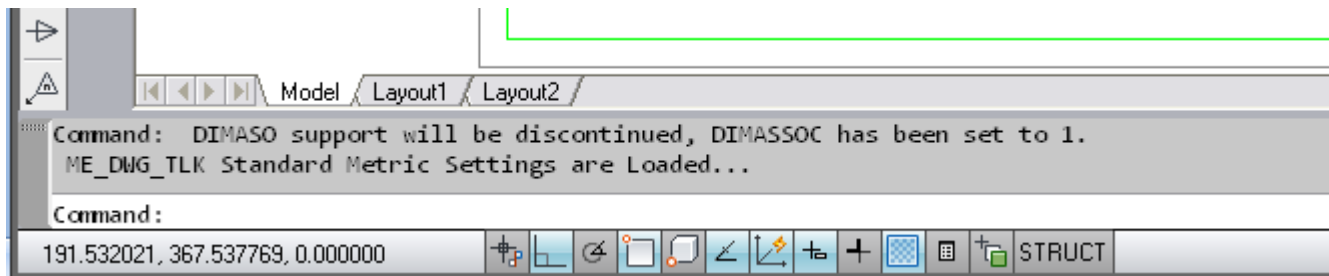 Model Layout1 Layout2
Command: DIMASO support will be discontinued, DIMASSOC has been set to 1.
ME_DWG_TLK Standard Metric Settings are Loaded...
Command:
191.532021, 367.537769, 0.000000 STRUCT